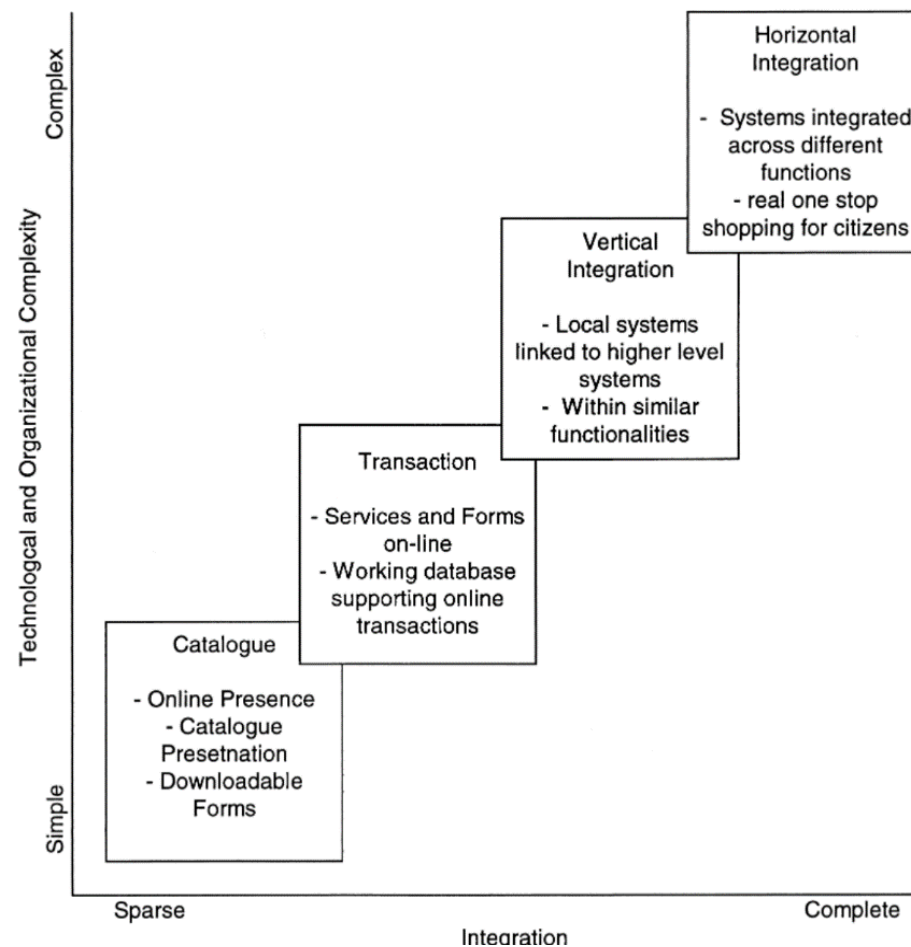 Technologcal and Organizational Complexity
Complex
Simple
Horizontal
Integration
- Systems integrated
across different
functions
- real one stop
shopping for citizens
Vertical
Integration
- Local systems
linked to higher level
systems
- Within similar
functionalities
Transaction
- Services and Forms
on-line
- Working database
supporting online
transactions
Catalogue
- Online Presence
- Catalogue
Presetnation
- Downloadable
Forms
Sparse
Complete
Integration